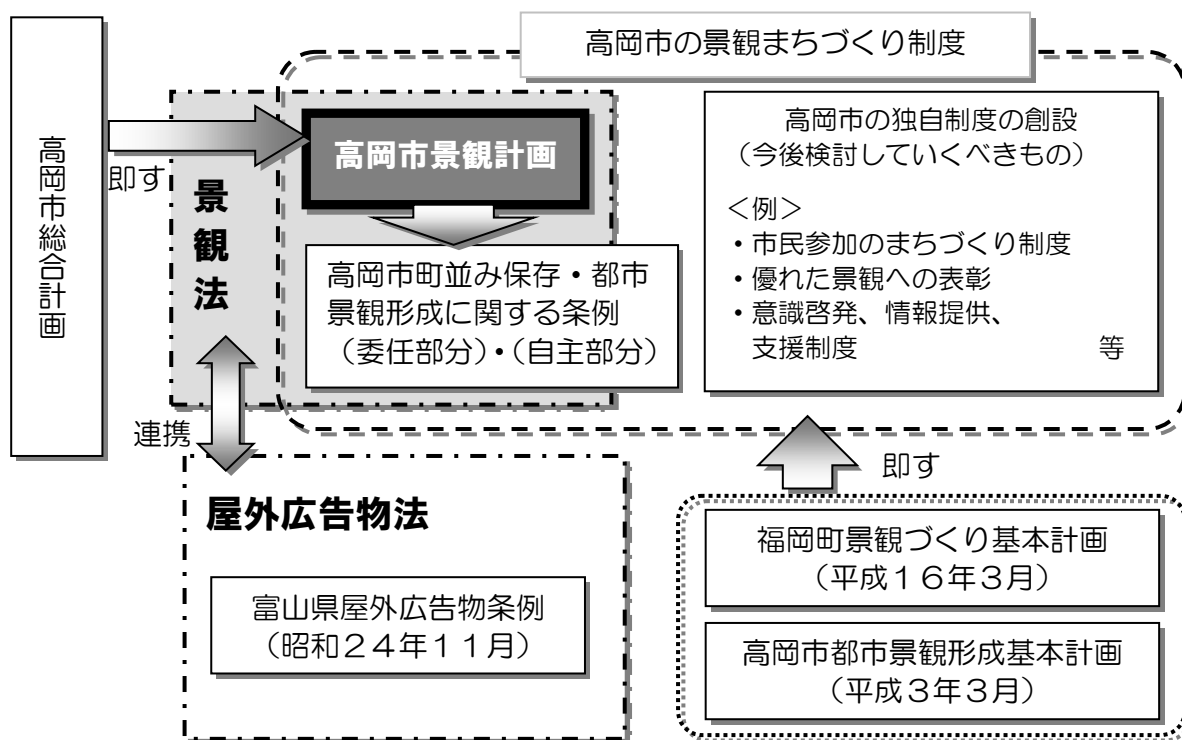 高岡市の景観まちづくり制度
高岡市総合計画
即す
高岡市景観計画
景観法
高岡市町並み保存・都市
景観形成に関する条例
（委任部分）・（自主部分）
高岡市の独自制度の創設
（今後検討していくべきもの）
＜例＞
・市民参加のまちづくり制度
・優れた景観への表彰
・意識啓発、情報提供、
支援制度　等
連携
即す
屋外広告物法
富山県屋外広告物条例
（昭和２４年１１月）
福岡町景観づくり基本計画
（平成１６年３月）
高岡市都市景観形成基本計画
（平成３年３月）